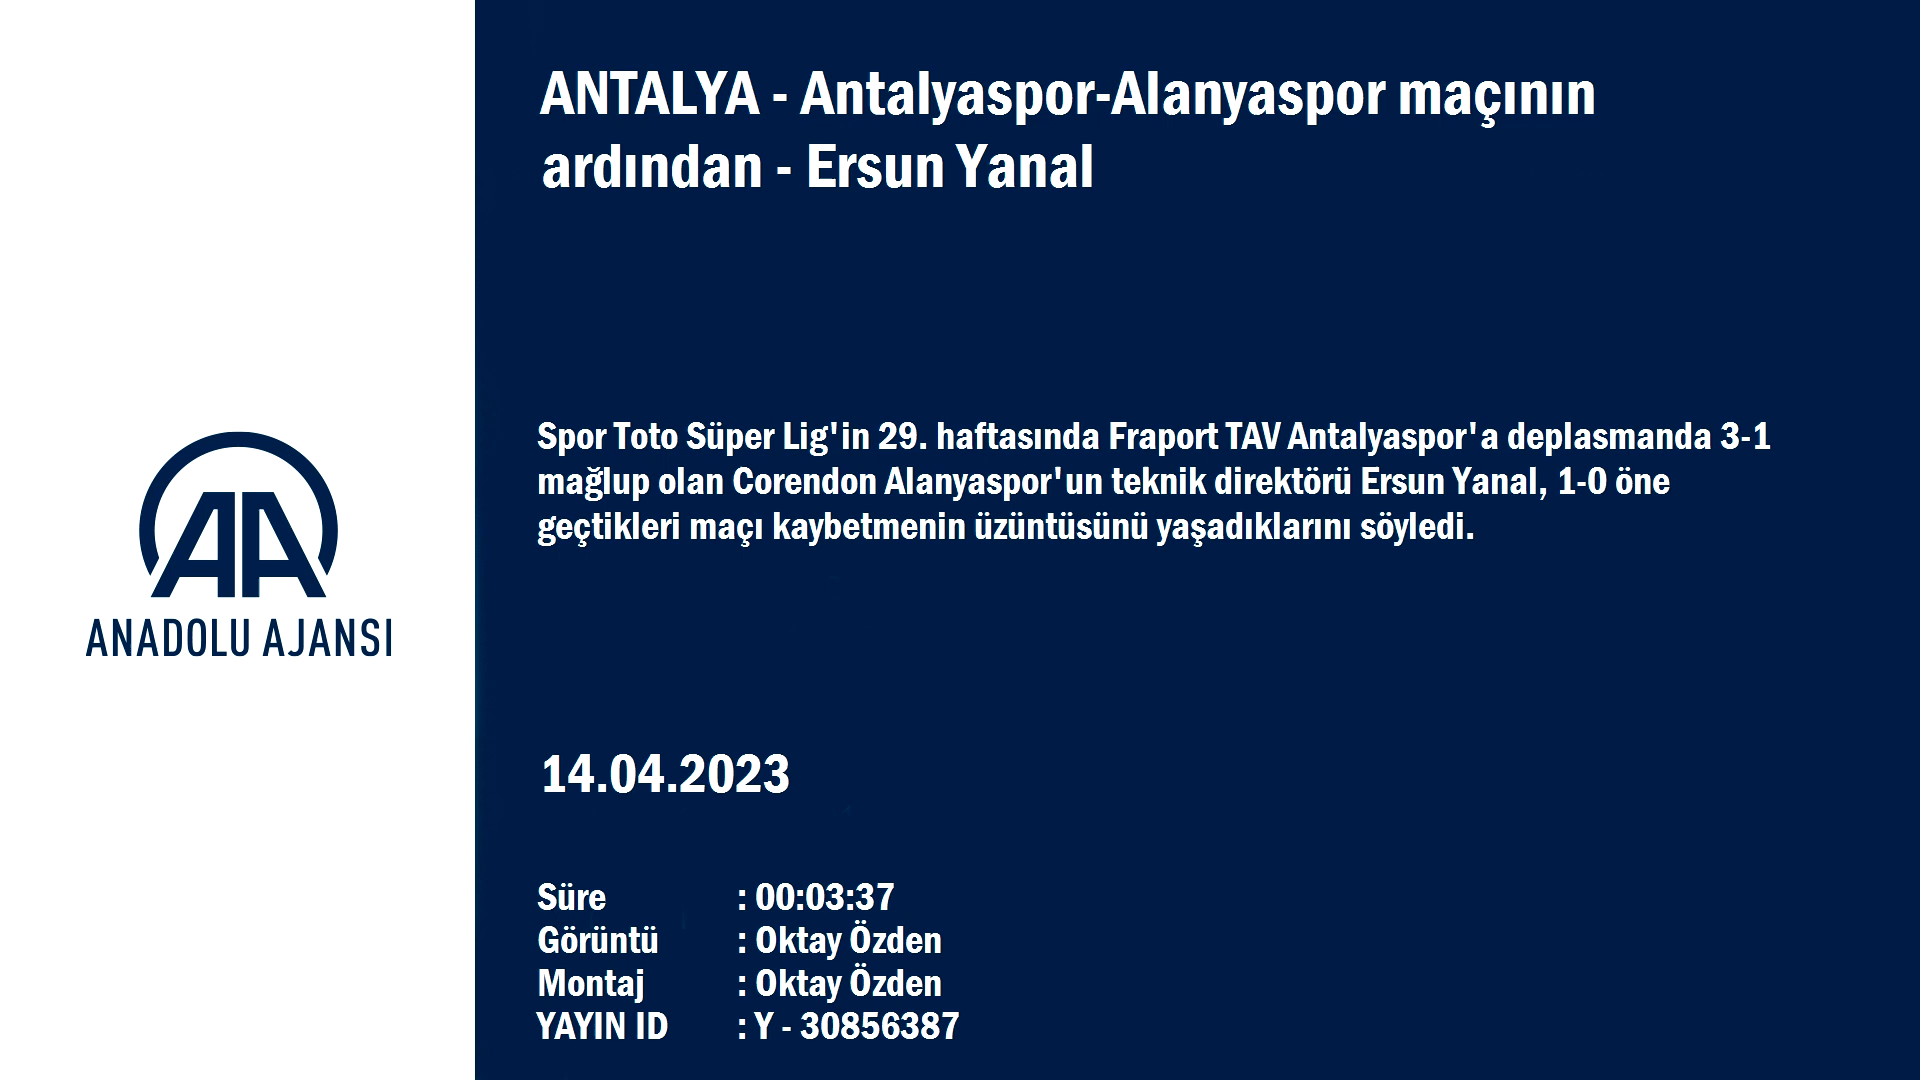 ANTALYA - Antalyaspor-Alanyaspor maçının
ardından - Ersun Yanal
Spor Toto Süper Lig'in 29. haftasında Fraport TAV Antalyaspor'a deplasmanda 3-1
mağlup olan Corendon Alanyaspor'un teknik direktörü Ersun Yanal, 1-0 öne
geçtikleri maçı kaybetmenin üzüntüsünü yaşadıklarını söyledi.
AA
ANADOLU AJANSI
14.04.2023
Süre : 00:03:37
Görüntü : Oktay Özden
Montaj : Oktay Özden
YAYIN ID : Y - 30856387